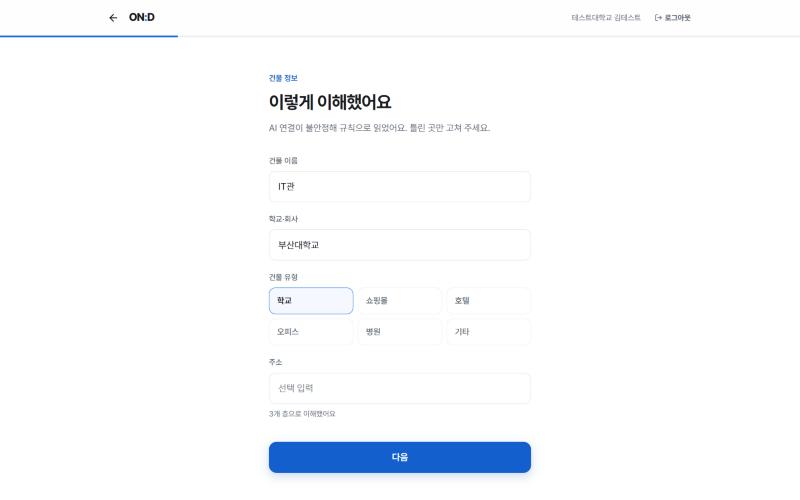 ON:D
테스트대학교 김테스트
로그아웃
건물 정보
이렇게 이해했어요
AI 연결이 불안정해 규칙으로 읽었어요. 틀린 곳만 고쳐 주세요.
건물 이름
IT관
학교·회사
부산대학교
건물 유형
학교
쇼핑몰
호텔
오피스
병원
기타
주소
선택 입력
3개 층으로 이해했어요
다음